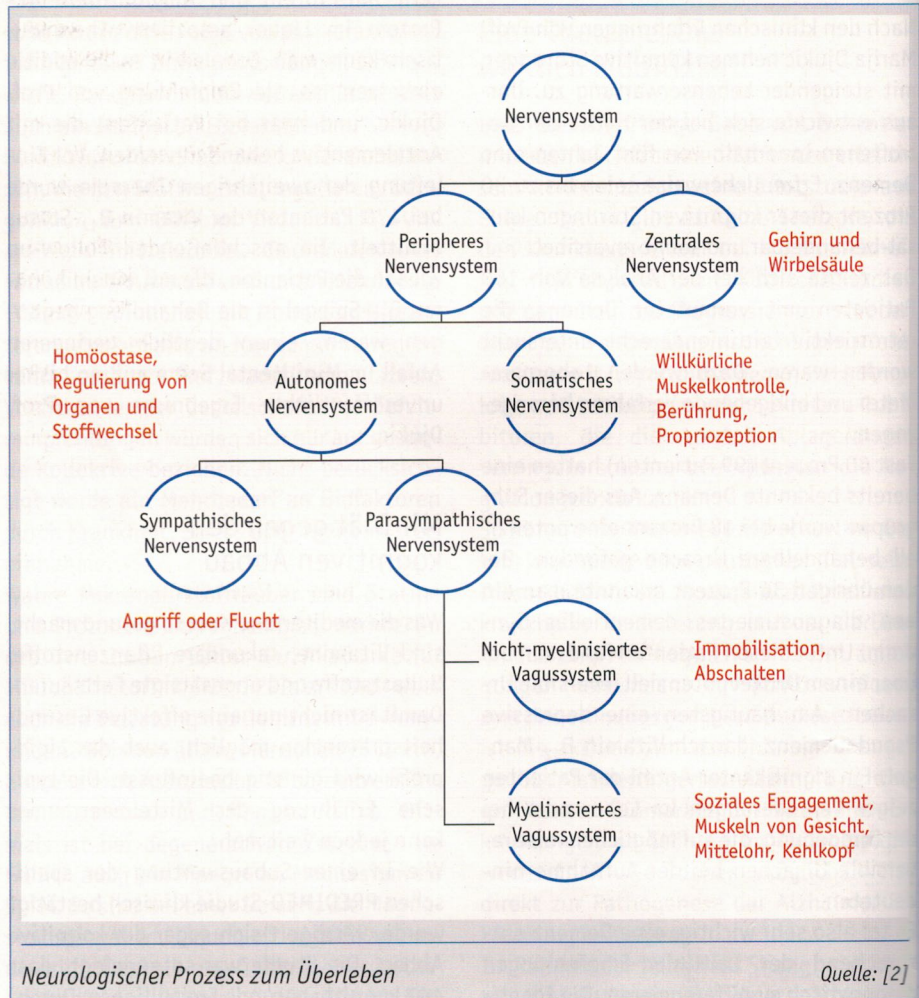 Nervensystem
Peripheres
Nervensystem
Zentrales
Nervensystem
Gehirn und
Wirbelsäule
Homöostase,
Regulierung von
Organen und
Stoffwechsel
Autonomes
Nervensystem
Somatisches
Nervensystem
Willkürliche
Muskelkontrolle,
Berührung,
Propriozeption
Sympathisches
Nervensystem
Parasympathisches
Nervensystem
Angriff oder Flucht
Nicht-myelinisiertes
Vagussystem
Immobilisation,
Abschalten
Myelinisiertes
Vagussystem
Soziales Engagement,
Muskeln von Gesicht,
Mittelohr, Kehlkopf
Neurologischer Prozess zum Überleben
Quelle: [2]